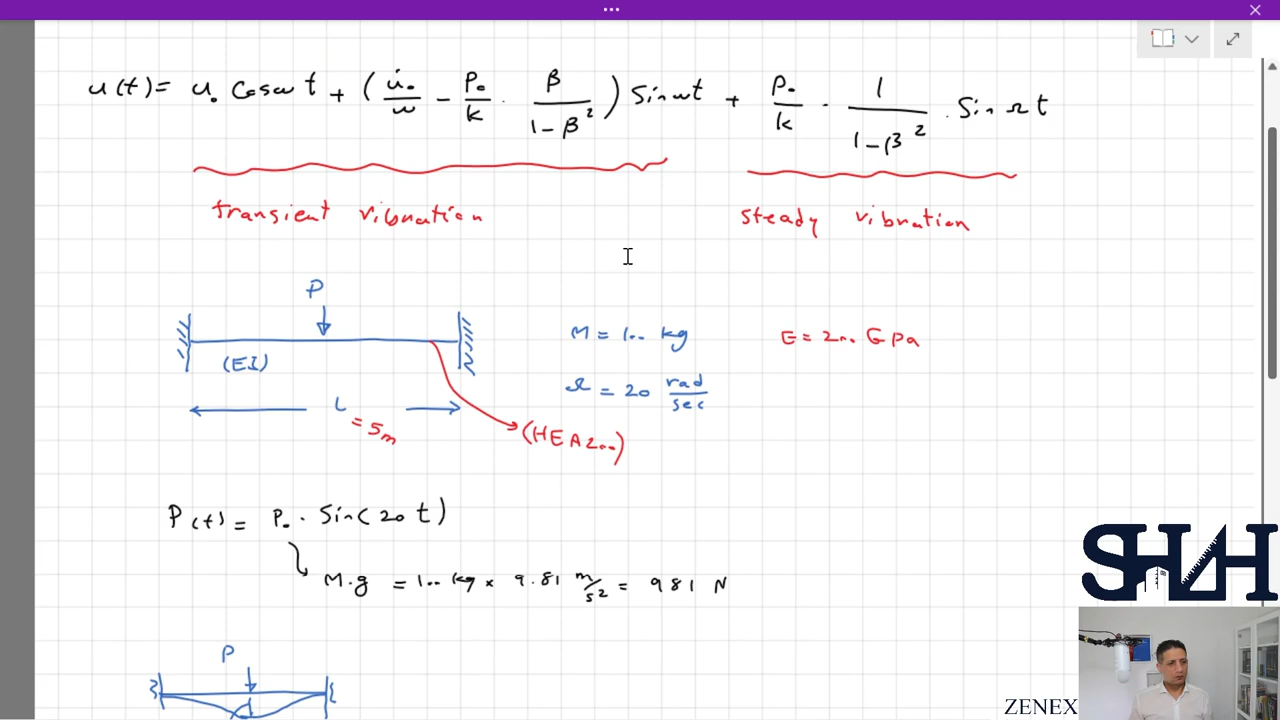 u(t) = u₀ cos ωt + (u̇₀/ω − P₀/k · β/(1−β²)) sin ωt + P₀/k · 1/(1−β²) · sin Ωt
transient vibration steady vibration
P
M = 100 kg E = 200 GPa
(EI)
Ω = 20 rad/sec
L = 5m
(HEA200)
P(t) = P₀ · sin(20t)
M.g = 100 kg × 9.81 m/s² = 981 N
P
SHAH
ZENEX